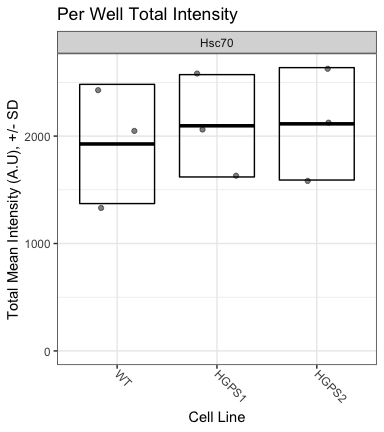 Per Well Total Intensity
Hsc70
Total Mean Intensity (A.U), +/- SD
2000
1000
0
WT
HGPS1
HGPS2
Cell Line